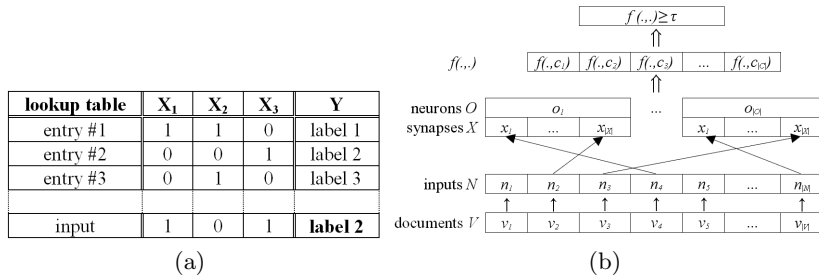 lookup table X₁ X₂ X₃ Y
entry #1 1 1 0 label 1
entry #2 0 0 1 label 2
entry #3 0 1 0 label 3
input 1 0 1 label 2
(a)
f(.,.)≥τ
f(.,.) f(.,c₁) f(.,c₂) f(.,c₃) ... f(.,c|C|)
neurons O o₁ ... o|O|
synapses X x₁ ... x|X| x₁ ... x|X|
inputs N n₁ n₂ n₃ n₄ n₅ ... n|N|
documents V v₁ v₂ v₃ v₄ v₅ ... v|V|
(b)